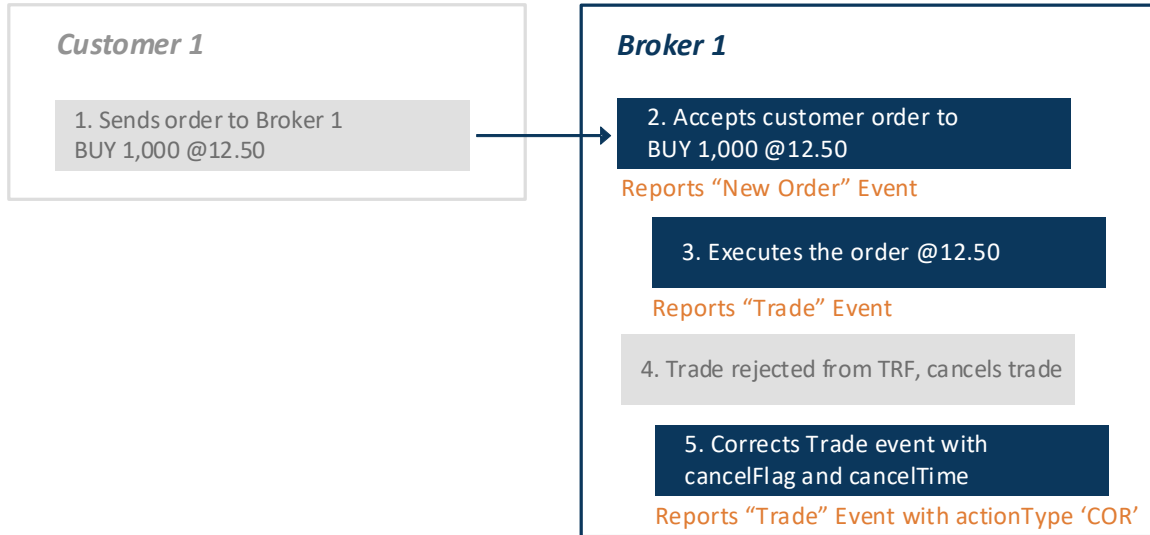 Customer 1
1. Sends order to Broker 1
BUY 1,000 @12.50
Broker 1
2. Accepts customer order to
BUY 1,000 @12.50
Reports “New Order” Event
3. Executes the order @12.50
Reports “Trade” Event
4. Trade rejected from TRF, cancels trade
5. Corrects Trade event with
cancelFlag and cancelTime
Reports “Trade” Event with actionType ‘COR’